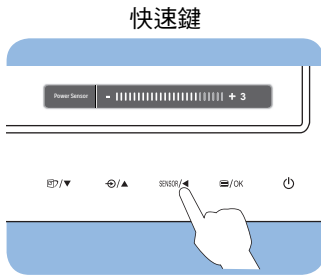 快速鍵
Power Sensor - + 3
/▼ /▲ SENSOR/◀ /OK